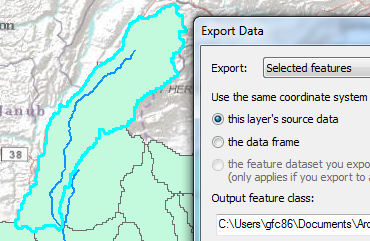 Export Data
Export:
Selected features
Use the same coordinate system
this layer's source data
the data frame
the feature dataset you expo
(only applies if you export to a
Output feature class:
C:\Users\gfc86\Documents\Arc
anub
38
HER